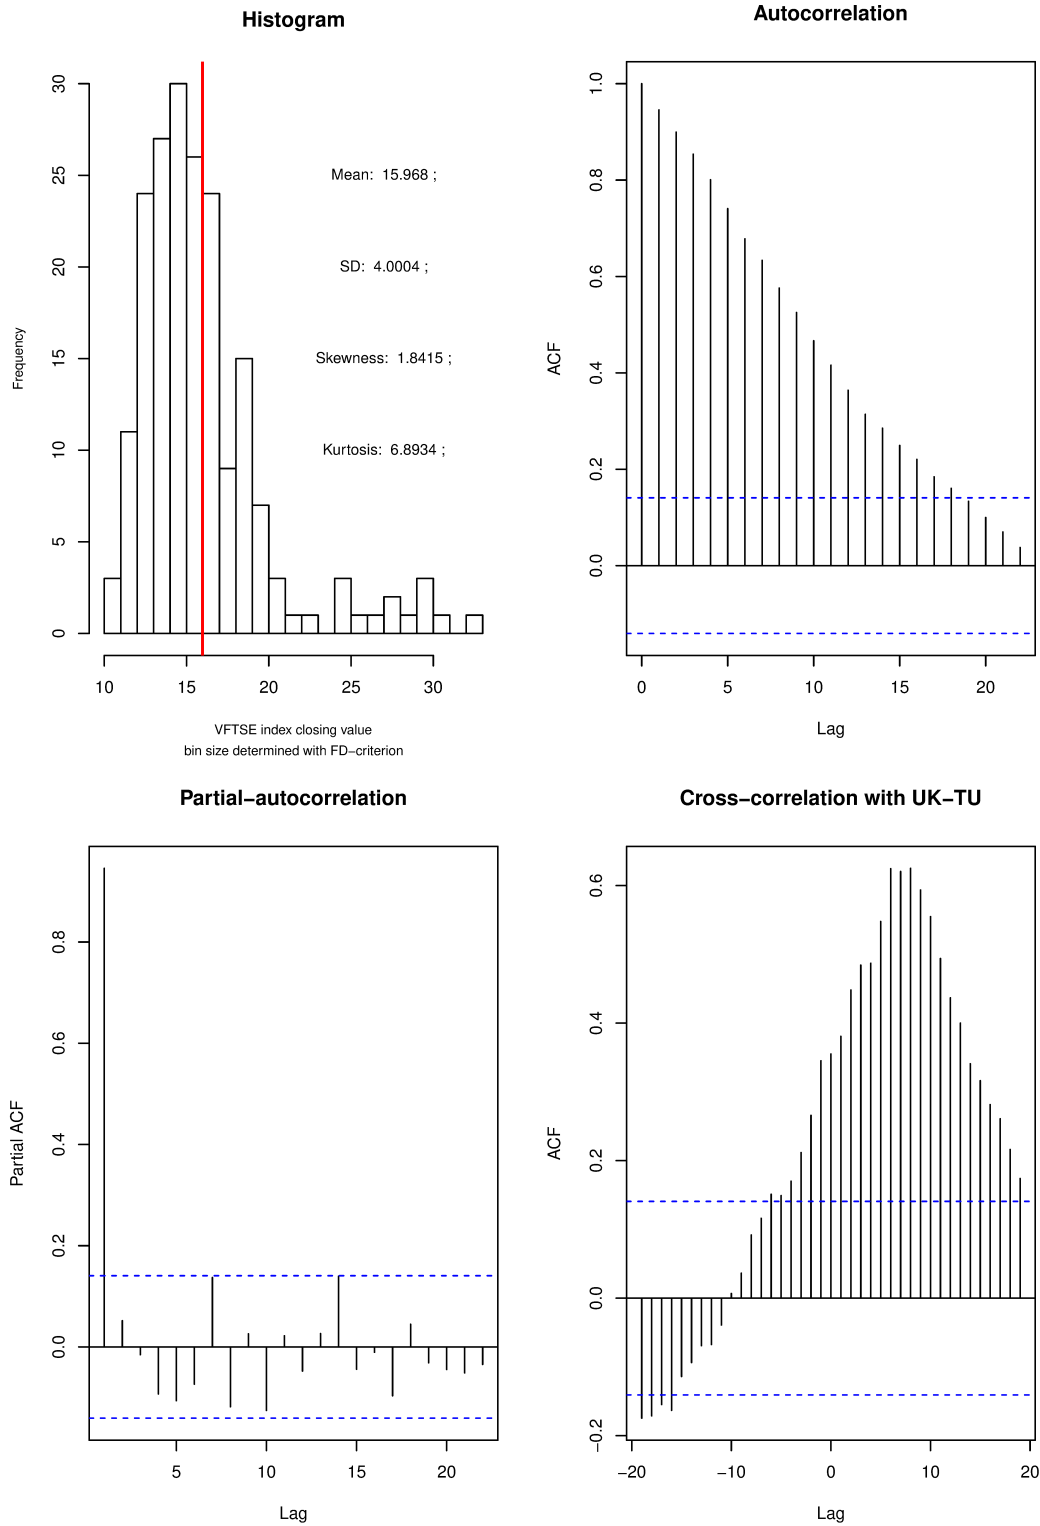 Histogram
30
25
20
15
10
5
0
Frequency
Mean: 15.968 ;
SD: 4.0004 ;
Skewness: 1.8415 ;
Kurtosis: 6.8934 ;
10 15 20 25 30
VFTSE index closing value
bin size determined with FD−criterion
Autocorrelation
1.0
0.8
0.6
0.4
0.2
0.0
ACF
0 5 10 15 20
Lag
Partial−autocorrelation
0.8
0.6
0.4
0.2
0.0
Partial ACF
5 10 15 20
Lag
Cross−correlation with UK−TU
0.6
0.4
0.2
0.0
−0.2
ACF
−20 −10 0 10 20
Lag